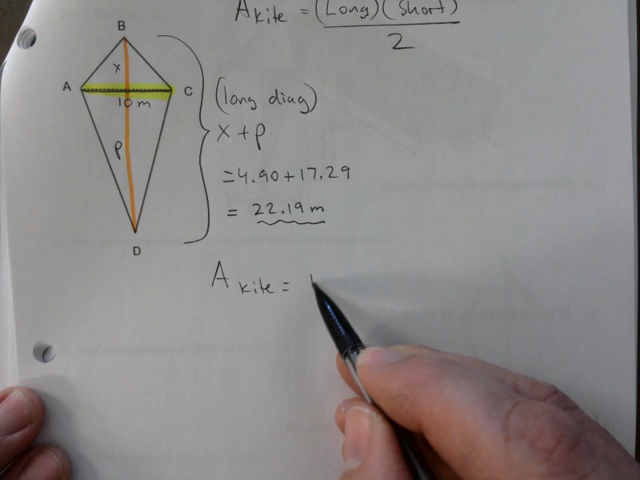 A kite = (Long)(short)
2
B
x
A
C
10 m
p
D
(long diag)
x + p
= 4.90 + 17.29
= 22.19 m
A kite =